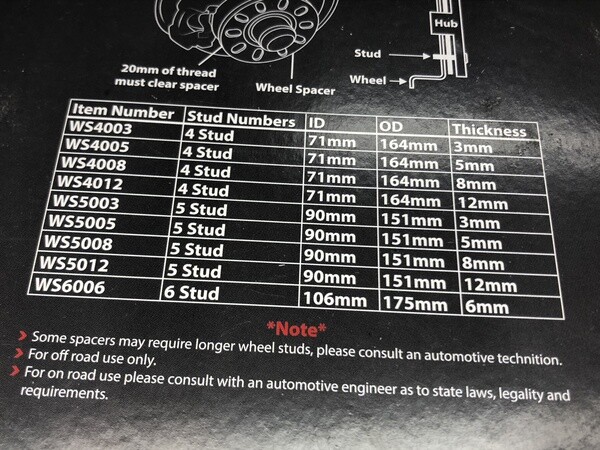 Hub
Stud
Wheel
20mm of thread
must clear spacer
Wheel Spacer
Item Number Stud Numbers ID OD Thickness
WS4003 4 Stud 71mm 164mm 3mm
WS4005 4 Stud 71mm 164mm 5mm
WS4008 4 Stud 71mm 164mm 8mm
WS4012 4 Stud 71mm 164mm 12mm
WS5003 5 Stud 90mm 151mm 3mm
WS5005 5 Stud 90mm 151mm 5mm
WS5008 5 Stud 90mm 151mm 8mm
WS5012 5 Stud 90mm 151mm 12mm
WS6006 6 Stud 106mm 175mm 6mm
*Note*
Some spacers may require longer wheel studs, please consult an automotive technition.
For off road use only.
For on road use please consult with an automotive engineer as to state laws, legality and
requirements.